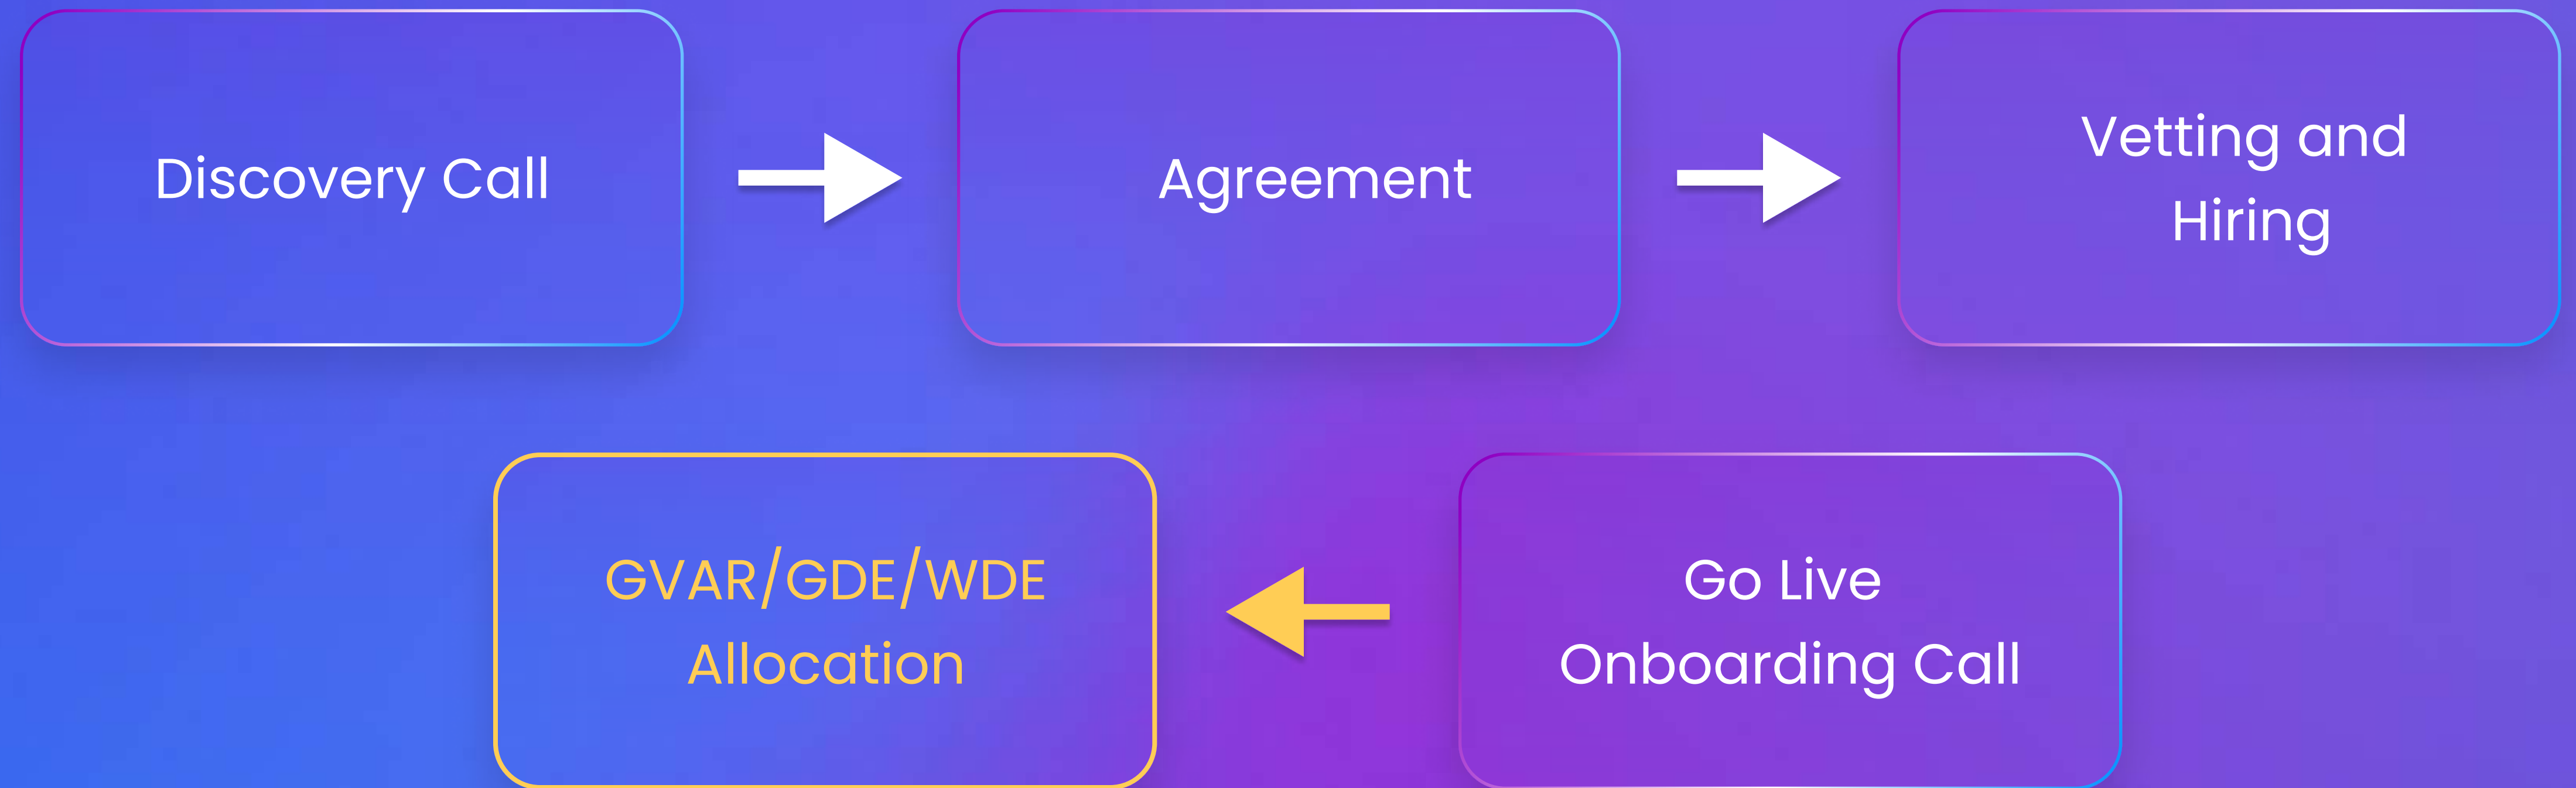 Discovery Call
Agreement
Vetting and
Hiring
GVAR/GDE/WDE
Allocation
Go Live
Onboarding Call